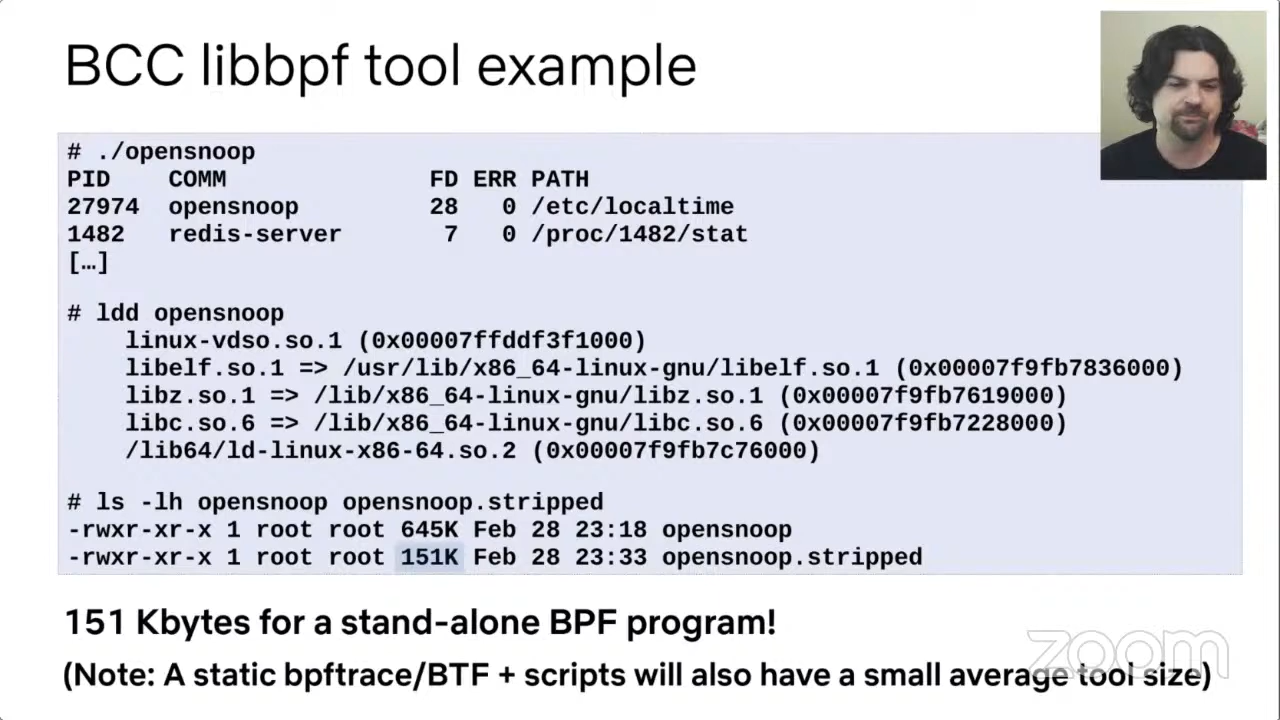 BCC libbpf tool example
# ./opensnoop
PID    COMM              FD ERR PATH
27974  opensnoop         28   0 /etc/localtime
1482   redis-server       7   0 /proc/1482/stat
[…]
# ldd opensnoop
linux-vdso.so.1 (0x00007ffddf3f1000)
libelf.so.1 => /usr/lib/x86_64-linux-gnu/libelf.so.1 (0x00007f9fb7836000)
libz.so.1 => /lib/x86_64-linux-gnu/libz.so.1 (0x00007f9fb7619000)
libc.so.6 => /lib/x86_64-linux-gnu/libc.so.6 (0x00007f9fb7228000)
/lib64/ld-linux-x86-64.so.2 (0x00007f9fb7c76000)
# ls -lh opensnoop opensnoop.stripped
-rwxr-xr-x 1 root root 645K Feb 28 23:18 opensnoop
-rwxr-xr-x 1 root root 151K Feb 28 23:33 opensnoop.stripped
151 Kbytes for a stand-alone BPF program!
(Note: A static bpftrace/BTF + scripts will also have a small average tool size)
zoom